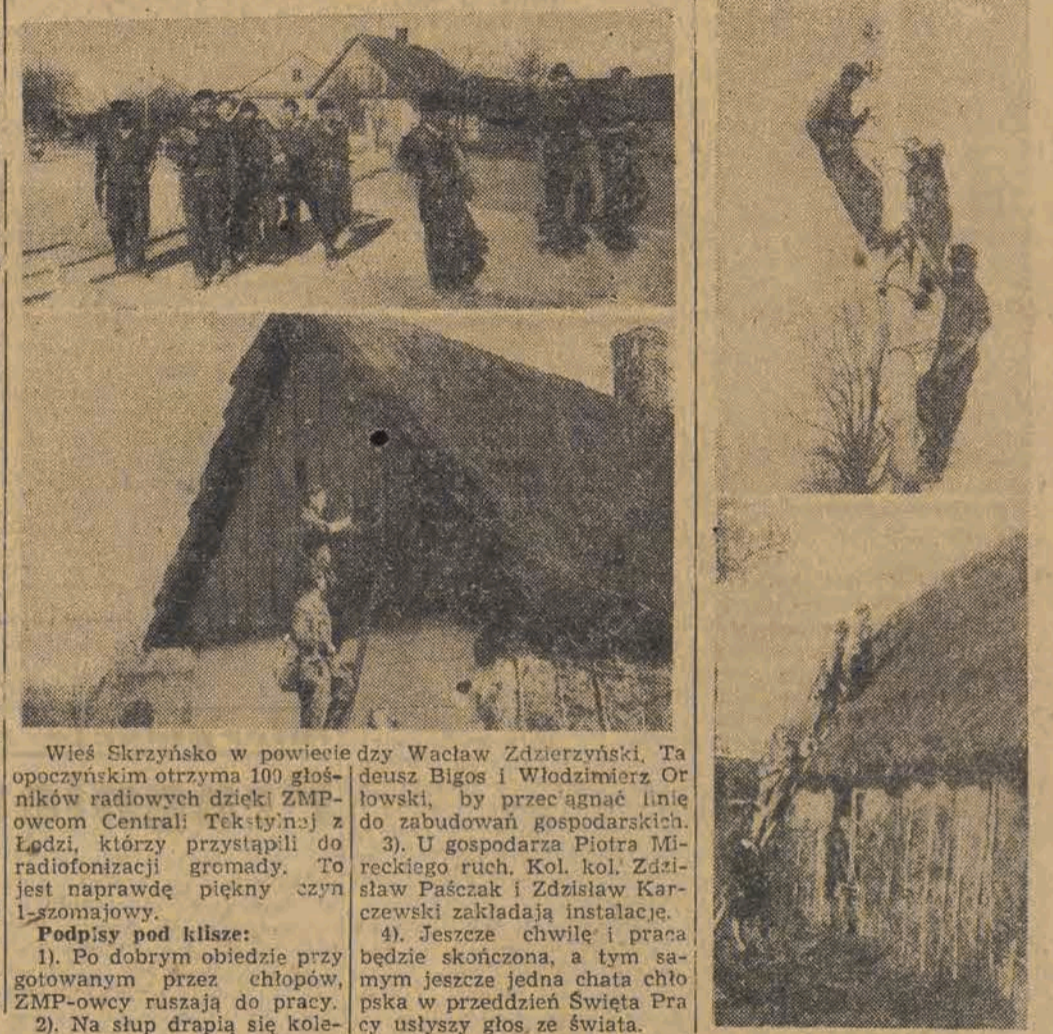 Wieś Skrzyńsko w powiecie
opoczyńskim otrzyma 100 głoś-
ników radiowych dzięki ZMP-
owcom Centrali Tekstylnej z
Łodzi, którzy przystąpili do
radiofonizacji gromady. To
jest naprawdę piękny czyn
1-szomajowy.
Podpisy pod klisze:
1). Po dobrym obiedzie przy
gotowanym przez chłopów,
ZMP-owcy ruszają do pracy.
2). Na słup drapią się kole-
dzy Wacław Zdzierzyński, Ta
deusz Bigos i Włodzimierz Or
łowski, by przeciągnąć linię
do zabudowań gospodarskich.
3). U gospodarza Piotra Mi-
reckiego ruch. Kol. kol. Zdzi-
sław Paśczak i Zdzisław Kar-
czewski zakładają instalację.
4). Jeszcze chwilę i praca
będzie skończona, a tym sa-
mym jeszcze jedna chata chło
pska w przeddzień Święta Pra
cy usłyszy głos ze świata.